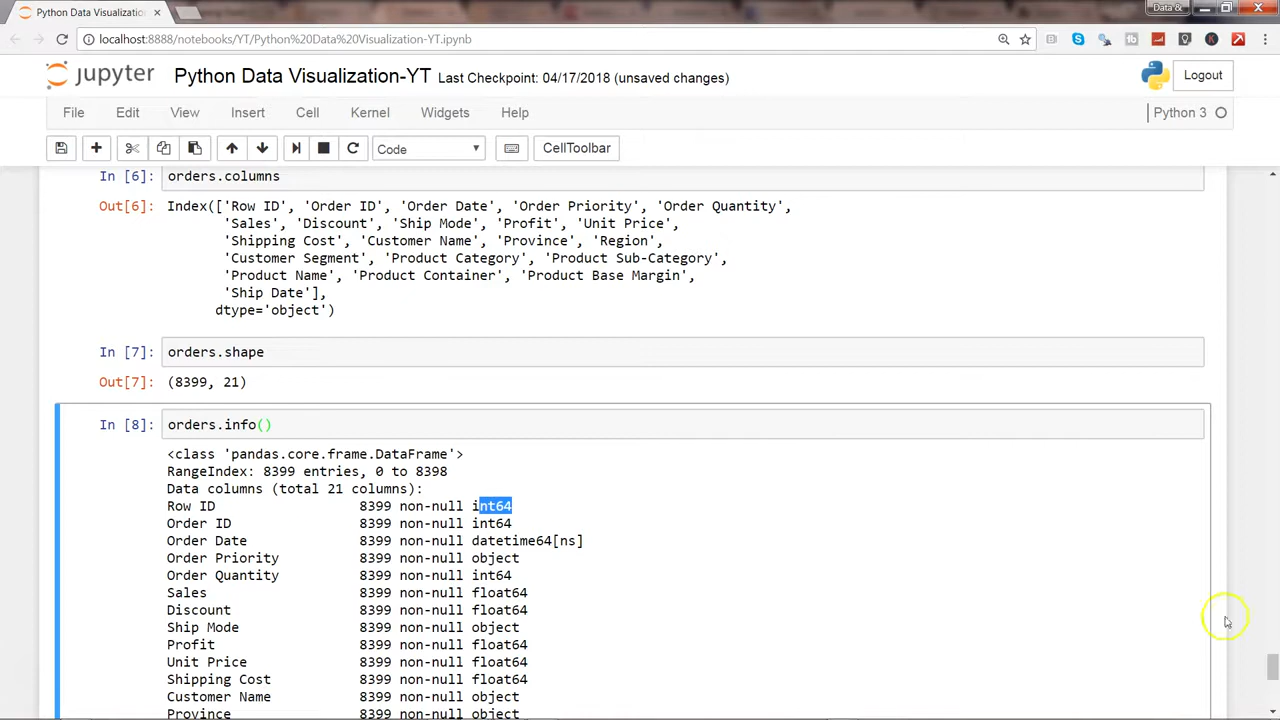 Python Data Visualizatio
Data &
localhost:8888/notebooks/YT/Python%20Data%20Visualization-YT.ipynb
jupyter Python Data Visualization-YT Last Checkpoint: 04/17/2018 (unsaved changes)
Logout
File Edit View Insert Cell Kernel Widgets Help
Python 3
Code
CellToolbar
In [6]: orders.columns
Out[6]: Index(['Row ID', 'Order ID', 'Order Date', 'Order Priority', 'Order Quantity',
'Sales', 'Discount', 'Ship Mode', 'Profit', 'Unit Price',
'Shipping Cost', 'Customer Name', 'Province', 'Region',
'Customer Segment', 'Product Category', 'Product Sub-Category',
'Product Name', 'Product Container', 'Product Base Margin',
'Ship Date'],
dtype='object')
In [7]: orders.shape
Out[7]: (8399, 21)
In [8]: orders.info()
<class 'pandas.core.frame.DataFrame'>
RangeIndex: 8399 entries, 0 to 8398
Data columns (total 21 columns):
Row ID 8399 non-null int64
Order ID 8399 non-null int64
Order Date 8399 non-null datetime64[ns]
Order Priority 8399 non-null object
Order Quantity 8399 non-null int64
Sales 8399 non-null float64
Discount 8399 non-null float64
Ship Mode 8399 non-null object
Profit 8399 non-null float64
Unit Price 8399 non-null float64
Shipping Cost 8399 non-null float64
Customer Name 8399 non-null object
Province 8399 non-null object